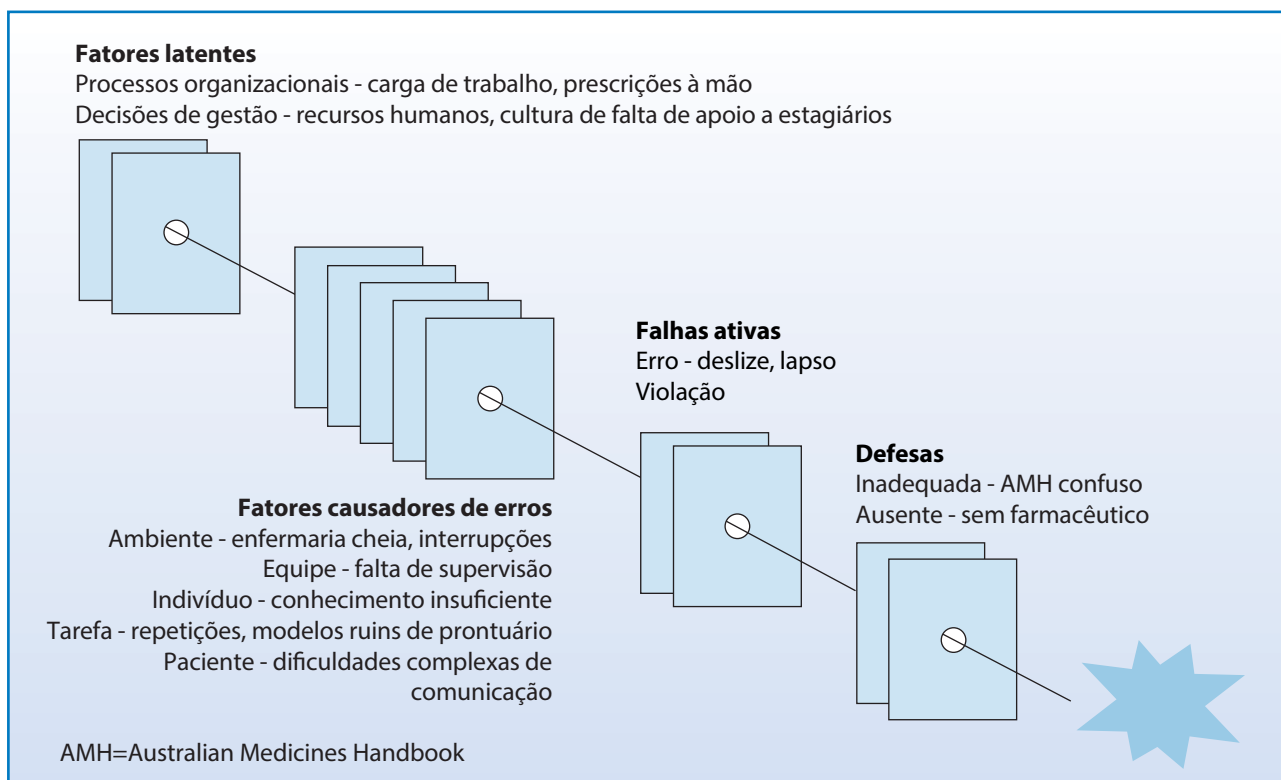 Fatores latentes
Processos organizacionais - carga de trabalho, prescrições à mão
Decisões de gestão - recursos humanos, cultura de falta de apoio a estagiários
Falhas ativas
Erro - deslize, lapso
Violação
Defesas
Inadequada - AMH confuso
Ausente - sem farmacêutico
Fatores causadores de erros
Ambiente - enfermaria cheia, interrupções
Equipe - falta de supervisão
Indivíduo - conhecimento insuficiente
Tarefa - repetições, modelos ruins de prontuário
Paciente - dificuldades complexas de
comunicação
AMH=Australian Medicines Handbook